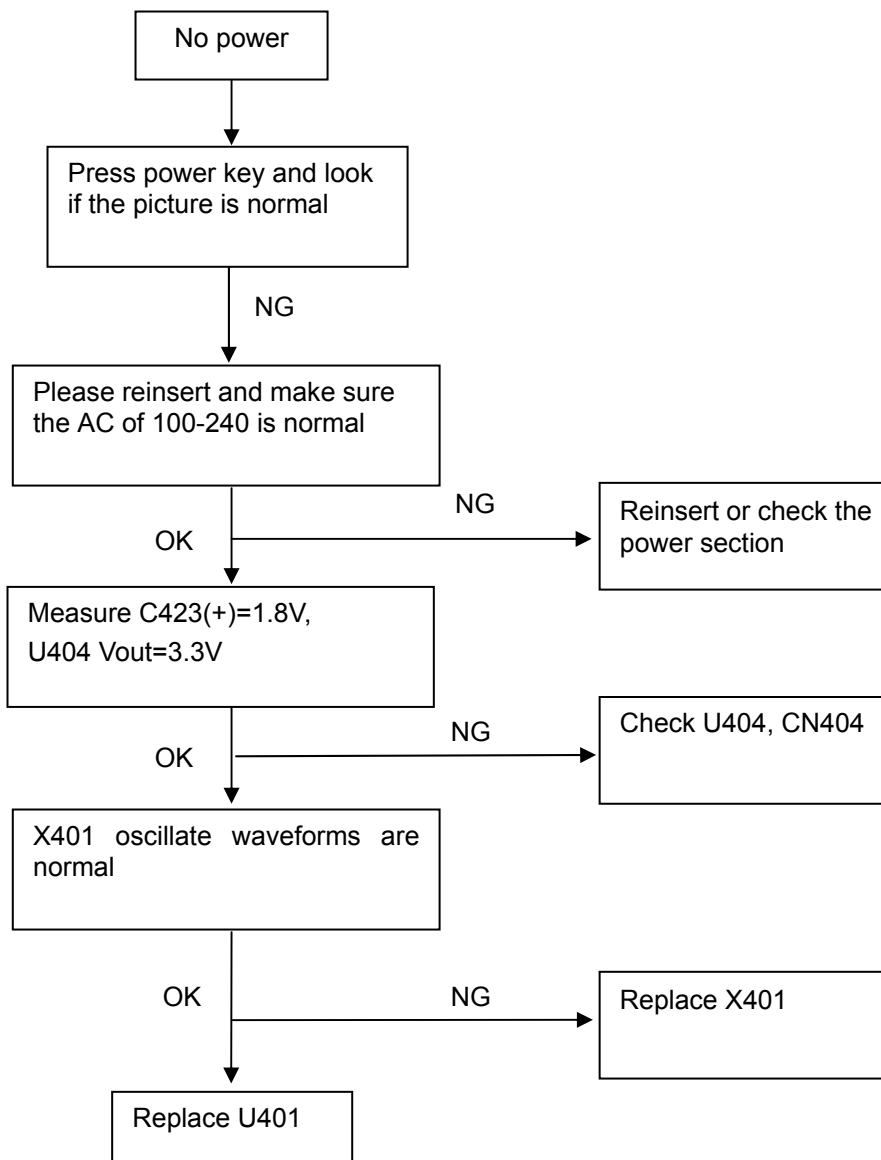 No power
Press power key and look
if the picture is normal
NG
Please reinsert and make sure
the AC of 100-240 is normal
NG
Reinsert or check the
power section
OK
Measure C423(+)=1.8V,
U404 Vout=3.3V
NG
Check U404, CN404
OK
X401 oscillate waveforms are
normal
OK
NG
Replace X401
Replace U401